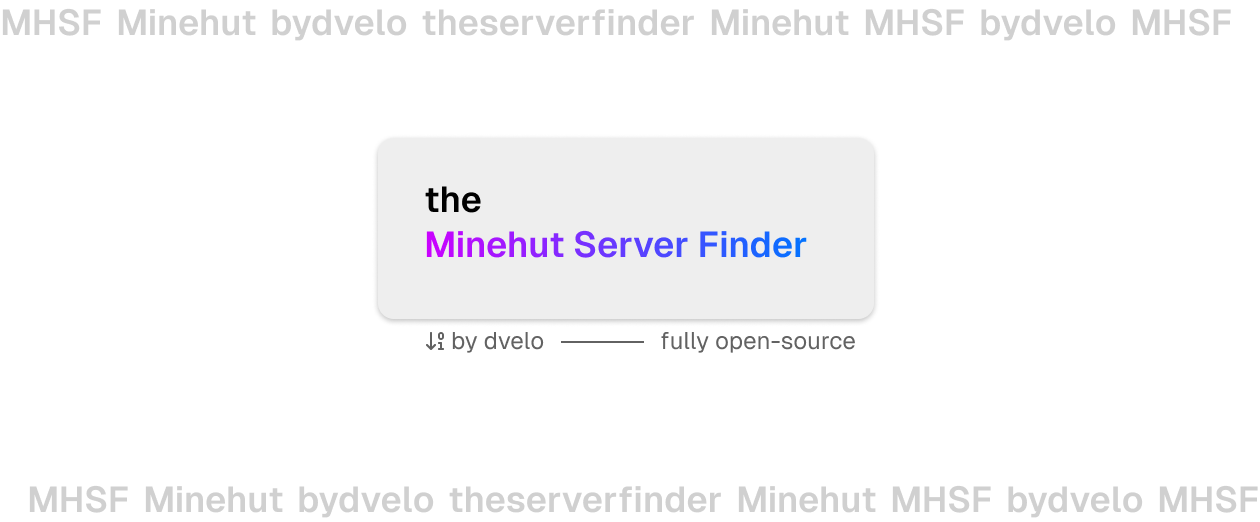 MHSF Minehut bydvelo theserverfinder Minehut MHSF bydvelo MHSF
the
Minehut Server Finder
by dvelo fully open-source
MHSF Minehut bydvelo theserverfinder Minehut MHSF bydvelo MHSF